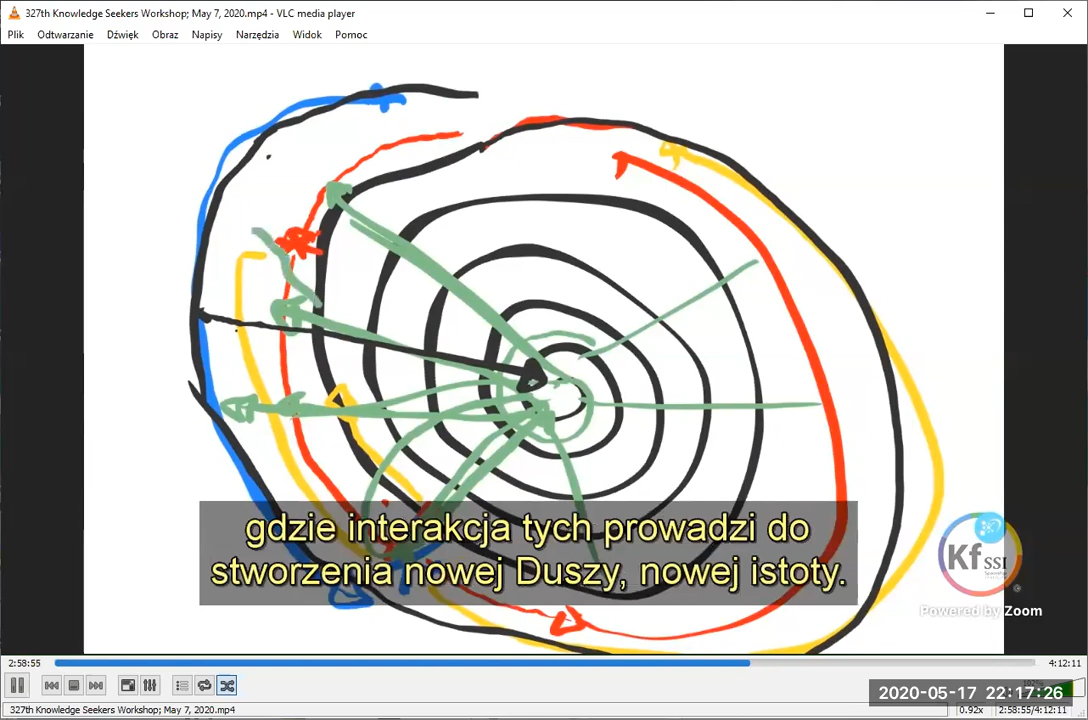 327th Knowledge Seekers Workshop; May 7, 2020.mp4 - VLC media player
Plik Odtwarzanie Dźwięk Obraz Napisy Narzędzia Widok Pomoc
gdzie interakcja tych prowadzi do
stworzenia nowej Duszy, nowej istoty.
Kf SSI
Powered by Zoom
2:58:55 4:12:11
2020-05-17 22:17:26
327th Knowledge Seekers Workshop; May 7, 2020.mp4 0.92x 2:58:55/4:12:11